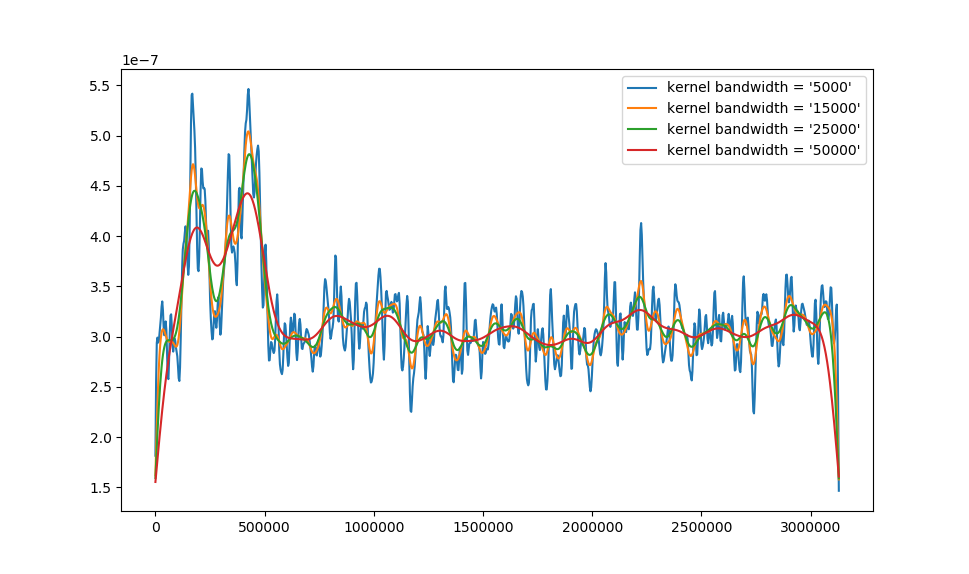 1e−7
5.5
5.0
4.5
4.0
3.5
3.0
2.5
2.0
1.5
0 500000 1000000 1500000 2000000 2500000 3000000
kernel bandwidth = '5000'
kernel bandwidth = '15000'
kernel bandwidth = '25000'
kernel bandwidth = '50000'